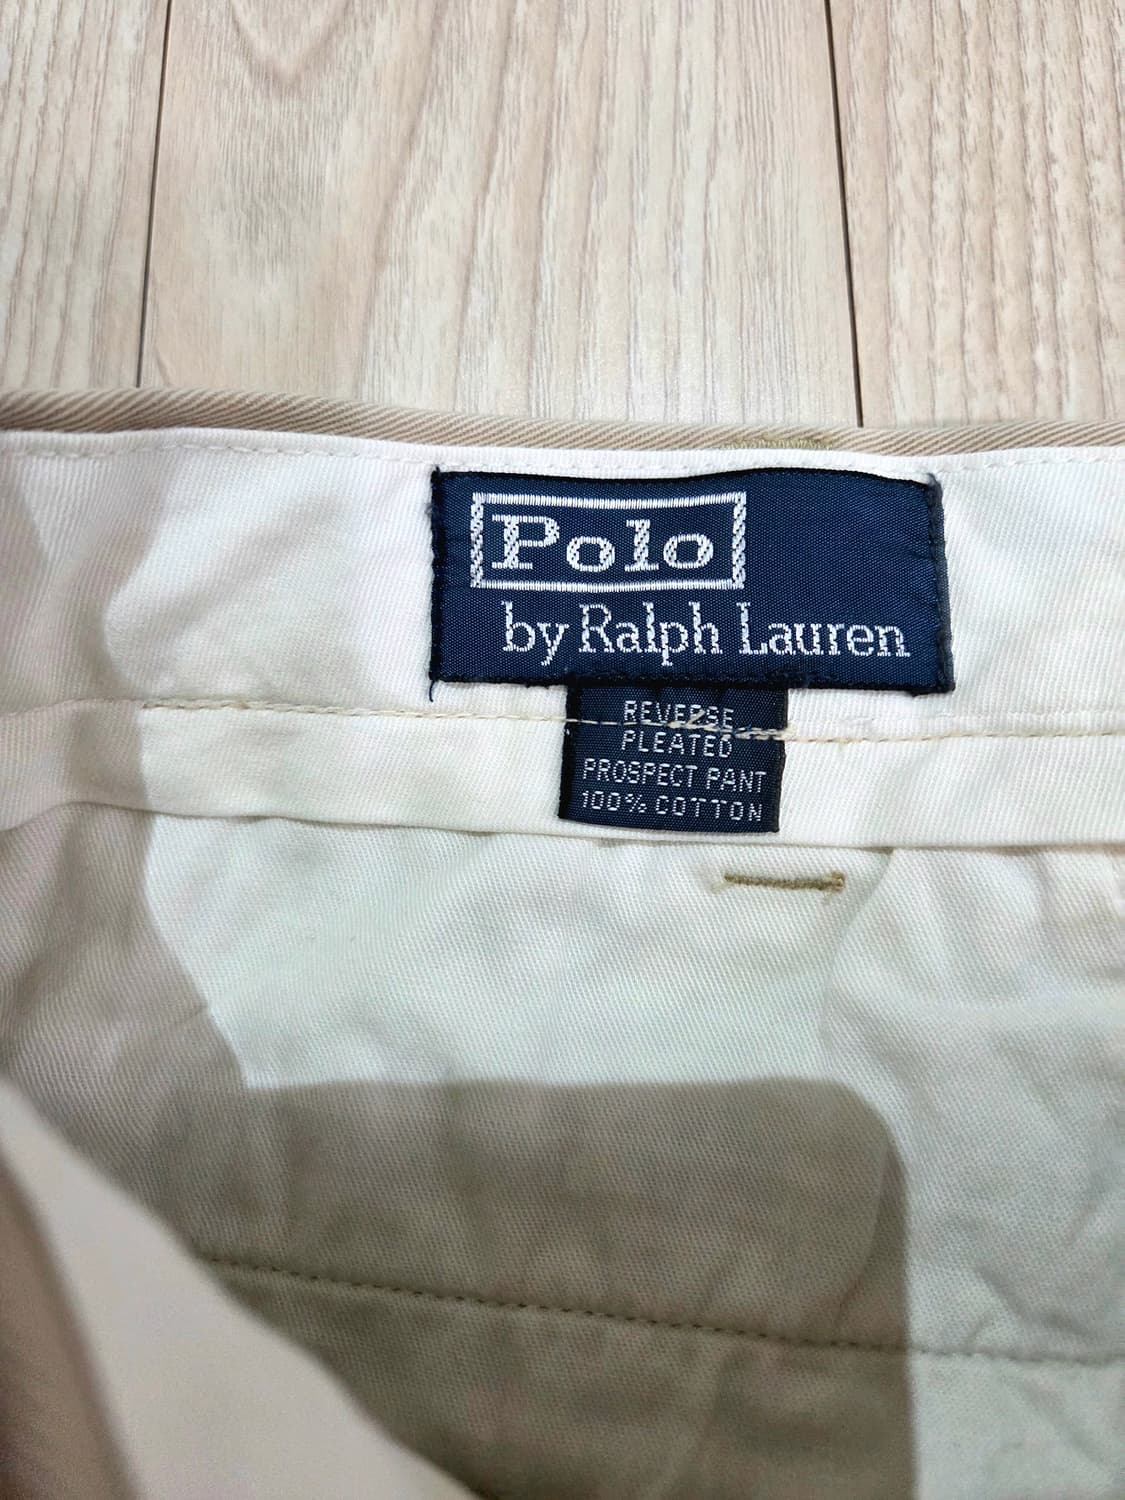 Polo
by Ralph Lauren
REVERSE
PLEATED
PROSPECT PANT
100% COTTON